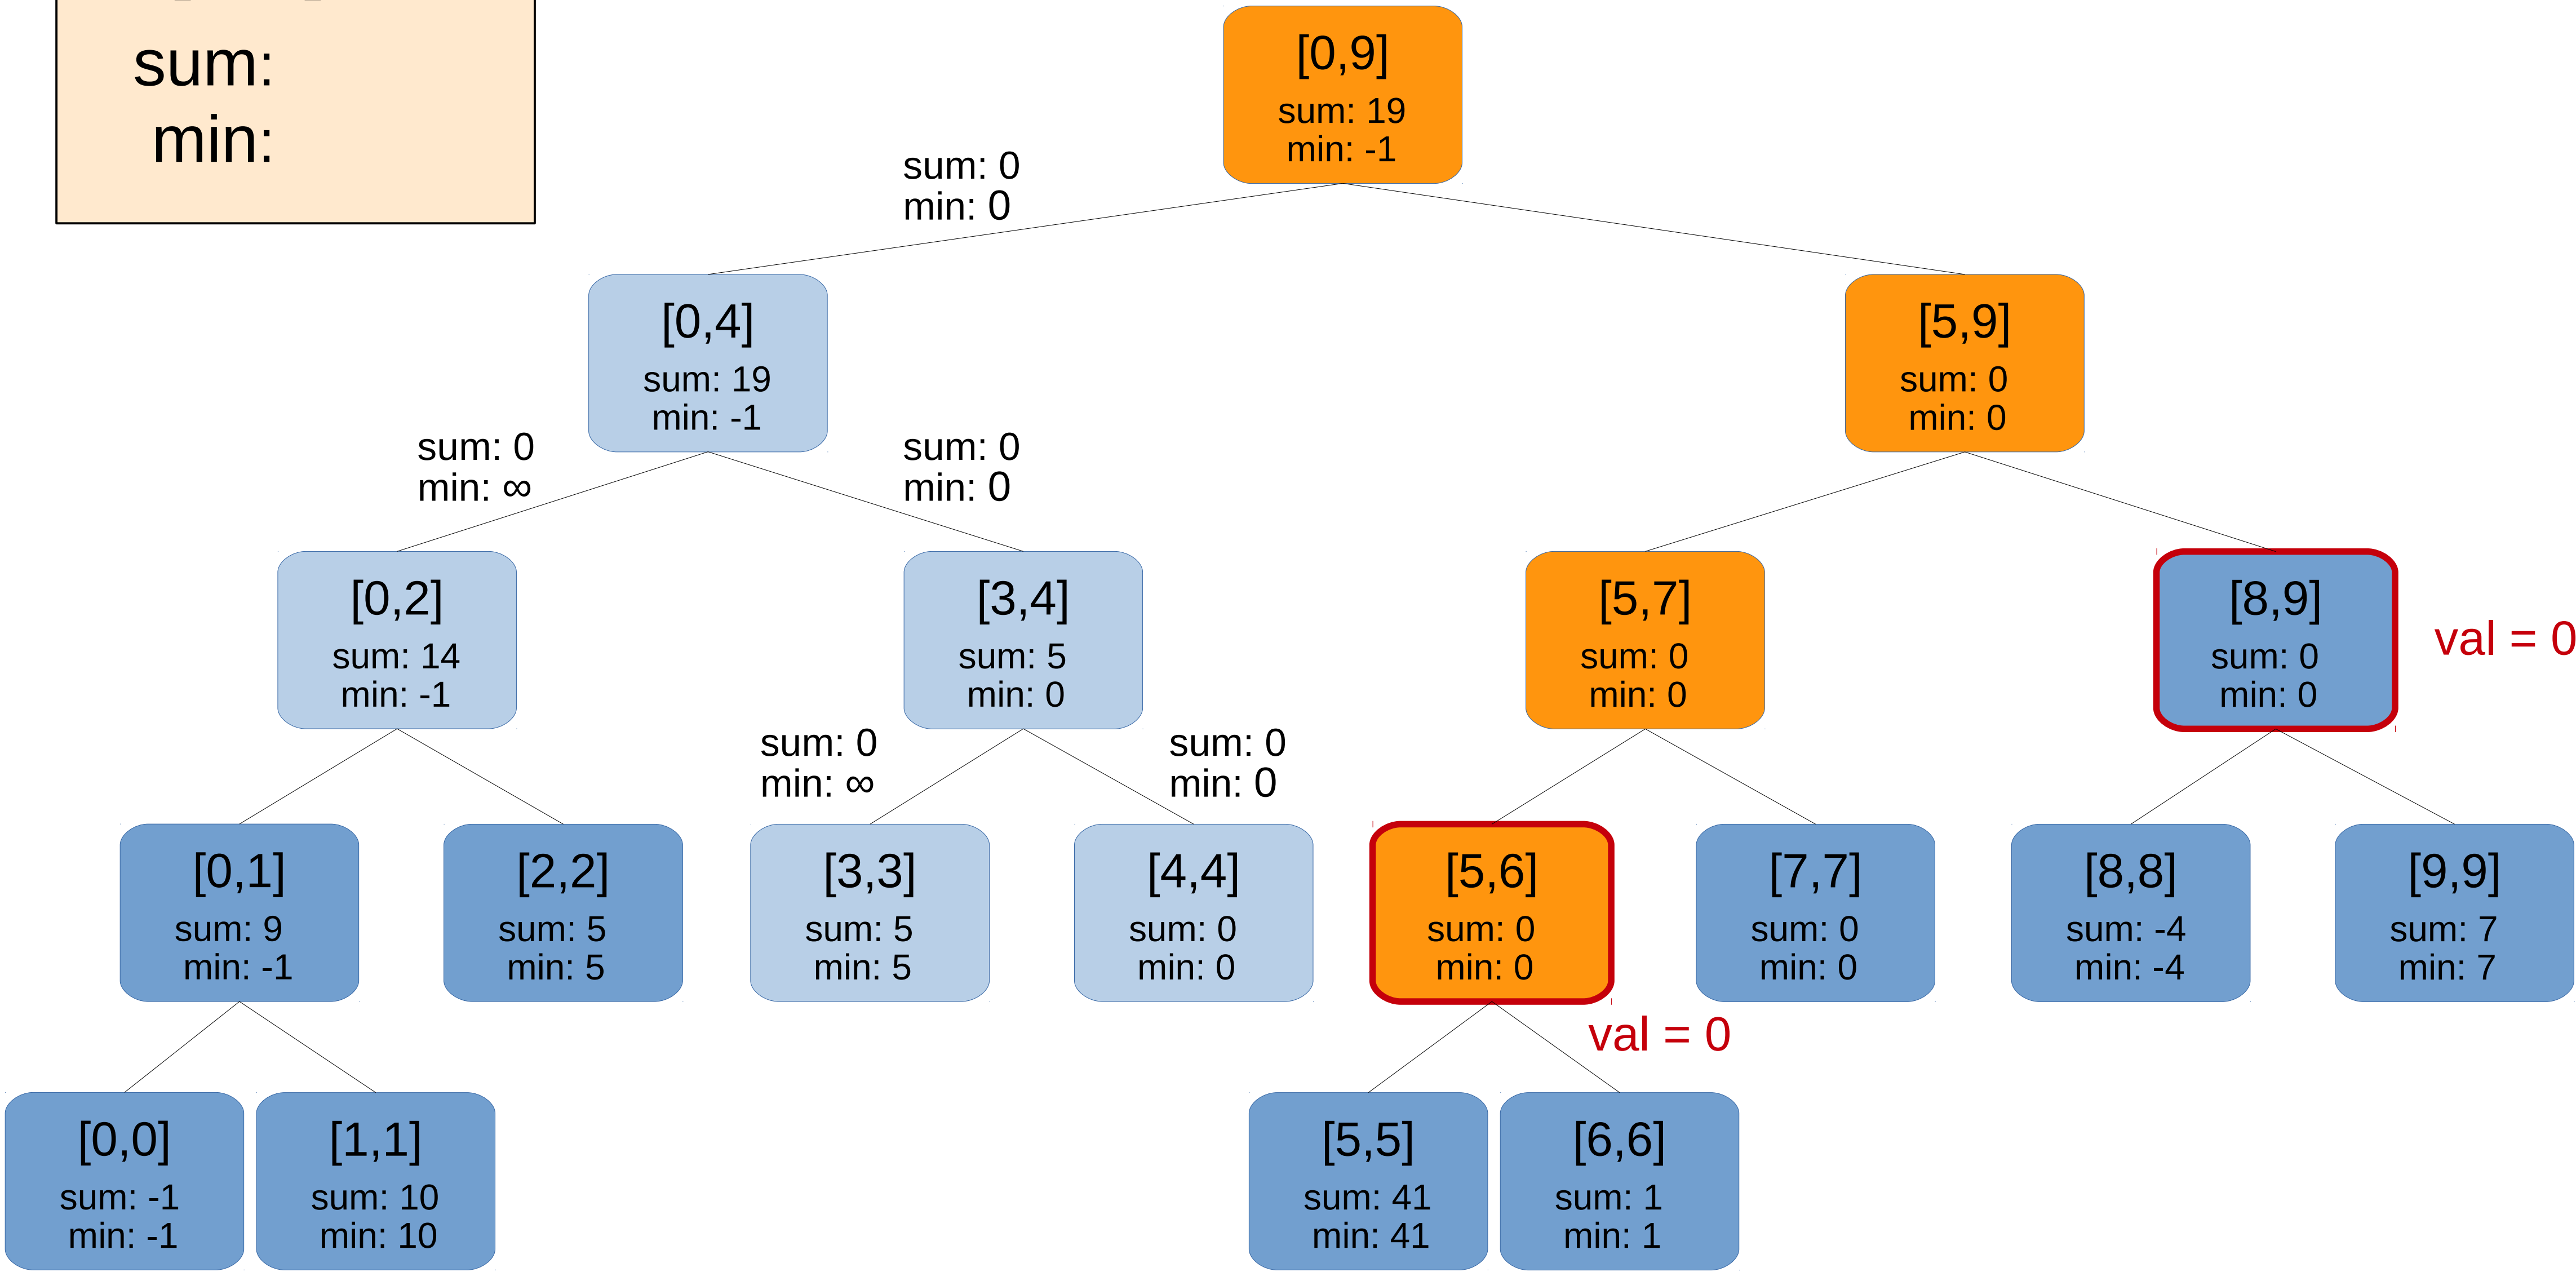 sum:
min:
[0,9]
sum: 19
min: -1
sum: 0
min: 0
[0,4]
sum: 19
min: -1
[5,9]
sum: 0
min: 0
sum: 0
min: ∞
sum: 0
min: 0
[0,2]
sum: 14
min: -1
[3,4]
sum: 5
min: 0
[5,7]
sum: 0
min: 0
[8,9]
sum: 0
min: 0
val = 0
sum: 0
min: ∞
sum: 0
min: 0
[0,1]
sum: 9
min: -1
[2,2]
sum: 5
min: 5
[3,3]
sum: 5
min: 5
[4,4]
sum: 0
min: 0
[5,6]
sum: 0
min: 0
[7,7]
sum: 0
min: 0
[8,8]
sum: -4
min: -4
[9,9]
sum: 7
min: 7
val = 0
[0,0]
sum: -1
min: -1
[1,1]
sum: 10
min: 10
[5,5]
sum: 41
min: 41
[6,6]
sum: 1
min: 1